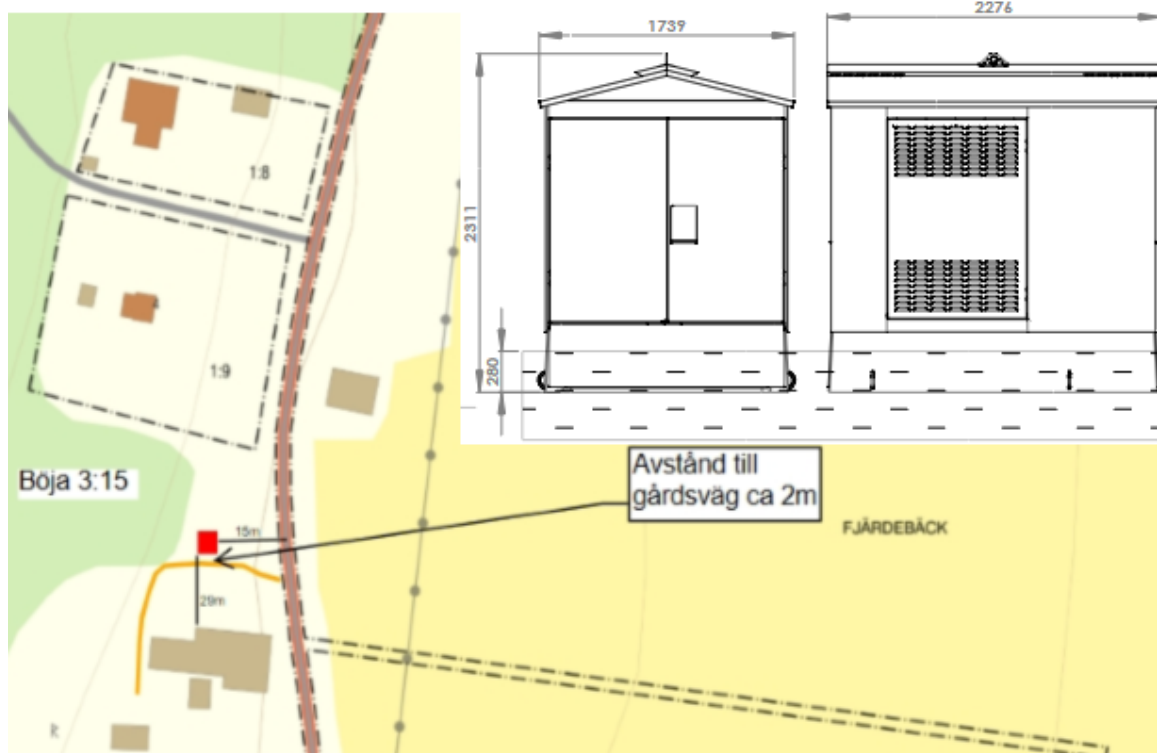 1739
2276
2311
280
1:8
1:9
Böja 3:15
Avstånd till
gårdsväg ca 2m
15m
29m
FJÄRDEBÄCK